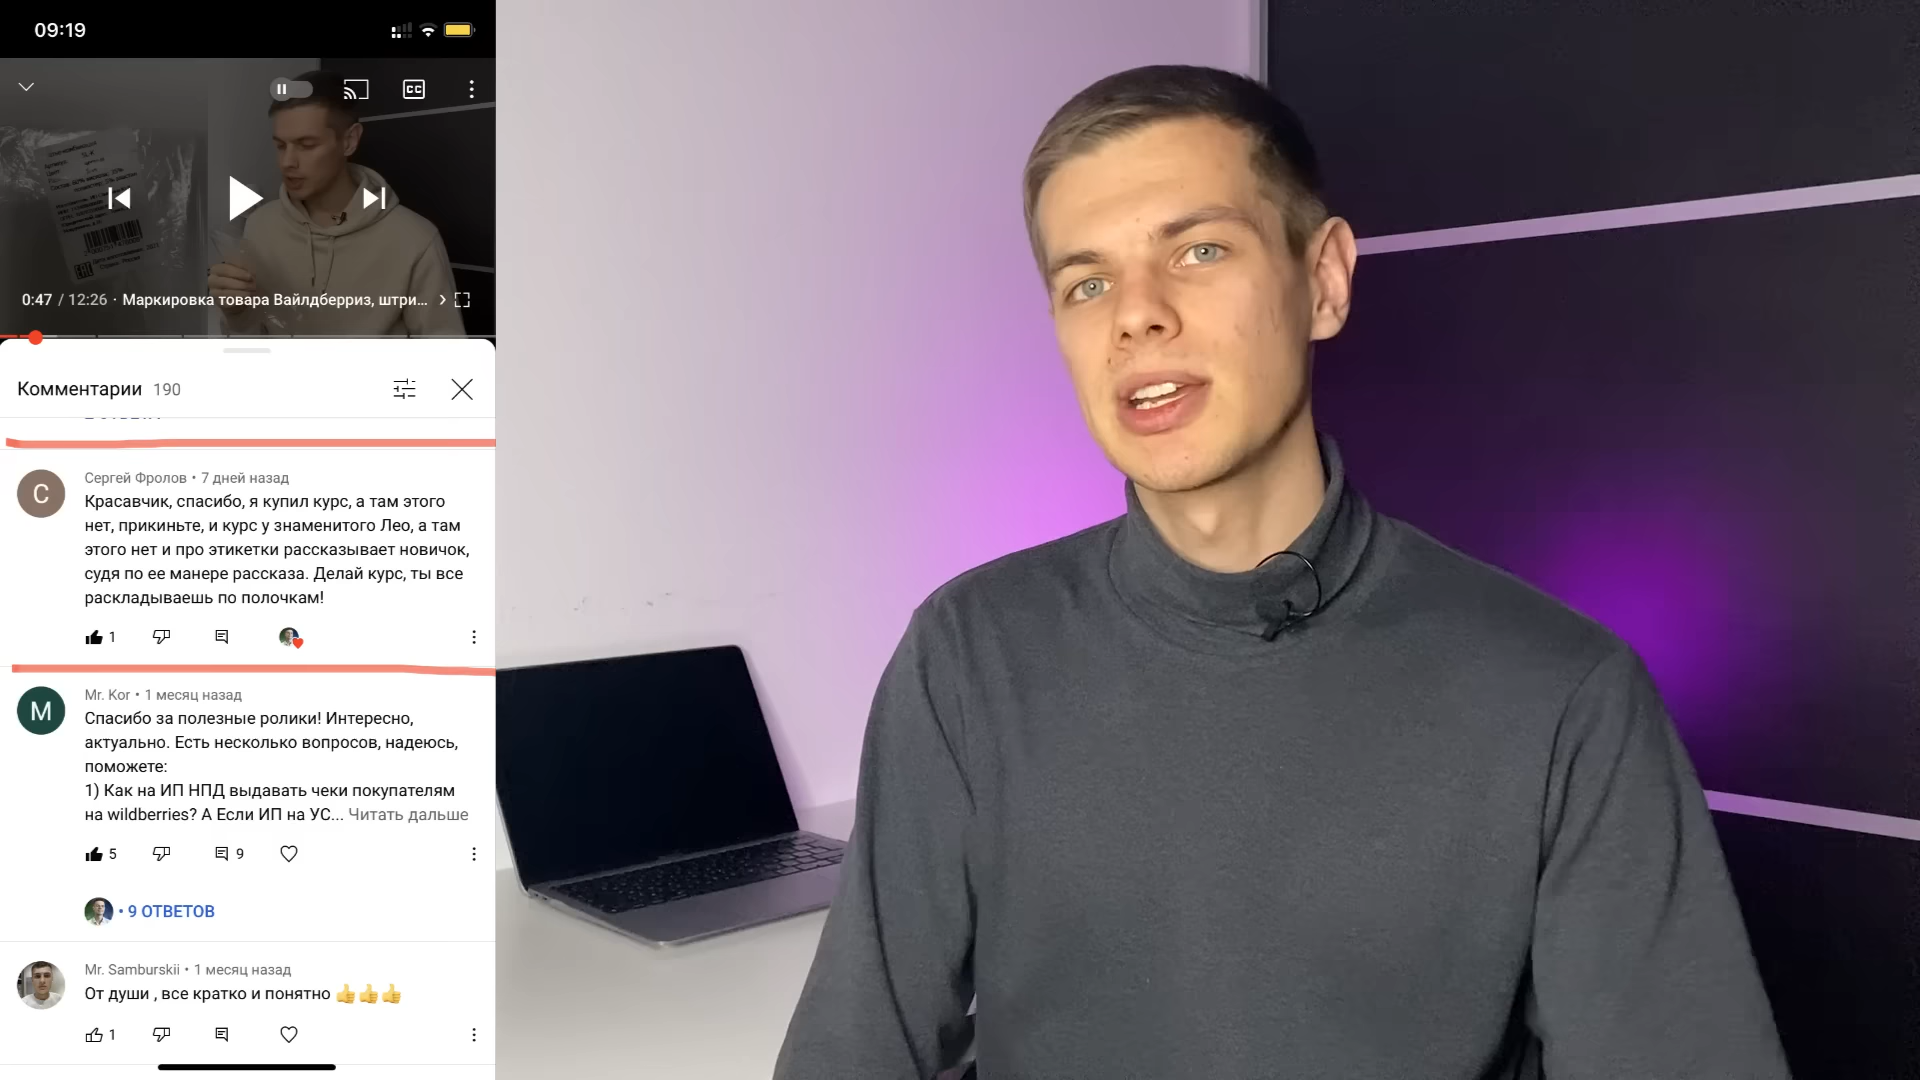 09:19
CC
0:47 / 12:26 · Маркировка товара Вайлдберриз, штри...
Комментарии 190
С
Сергей Фролов • 7 дней назад
Красавчик, спасибо, я купил курс, а там этого
нет, прикиньте, и курс у знаменитого Лео, а там
этого нет и про этикетки рассказывает новичок,
судя по ее манере рассказа. Делай курс, ты все
раскладываешь по полочкам!
1
M
Mr. Kor • 1 месяц назад
Спасибо за полезные ролики! Интересно,
актуально. Есть несколько вопросов, надеюсь,
поможете:
1) Как на ИП НПД выдавать чеки покупателям
на wildberries? А Если ИП на УС... Читать дальше
5 9
• 9 ОТВЕТОВ
Mr. Samburskii • 1 месяц назад
От души , все кратко и понятно 👍👍👍
1